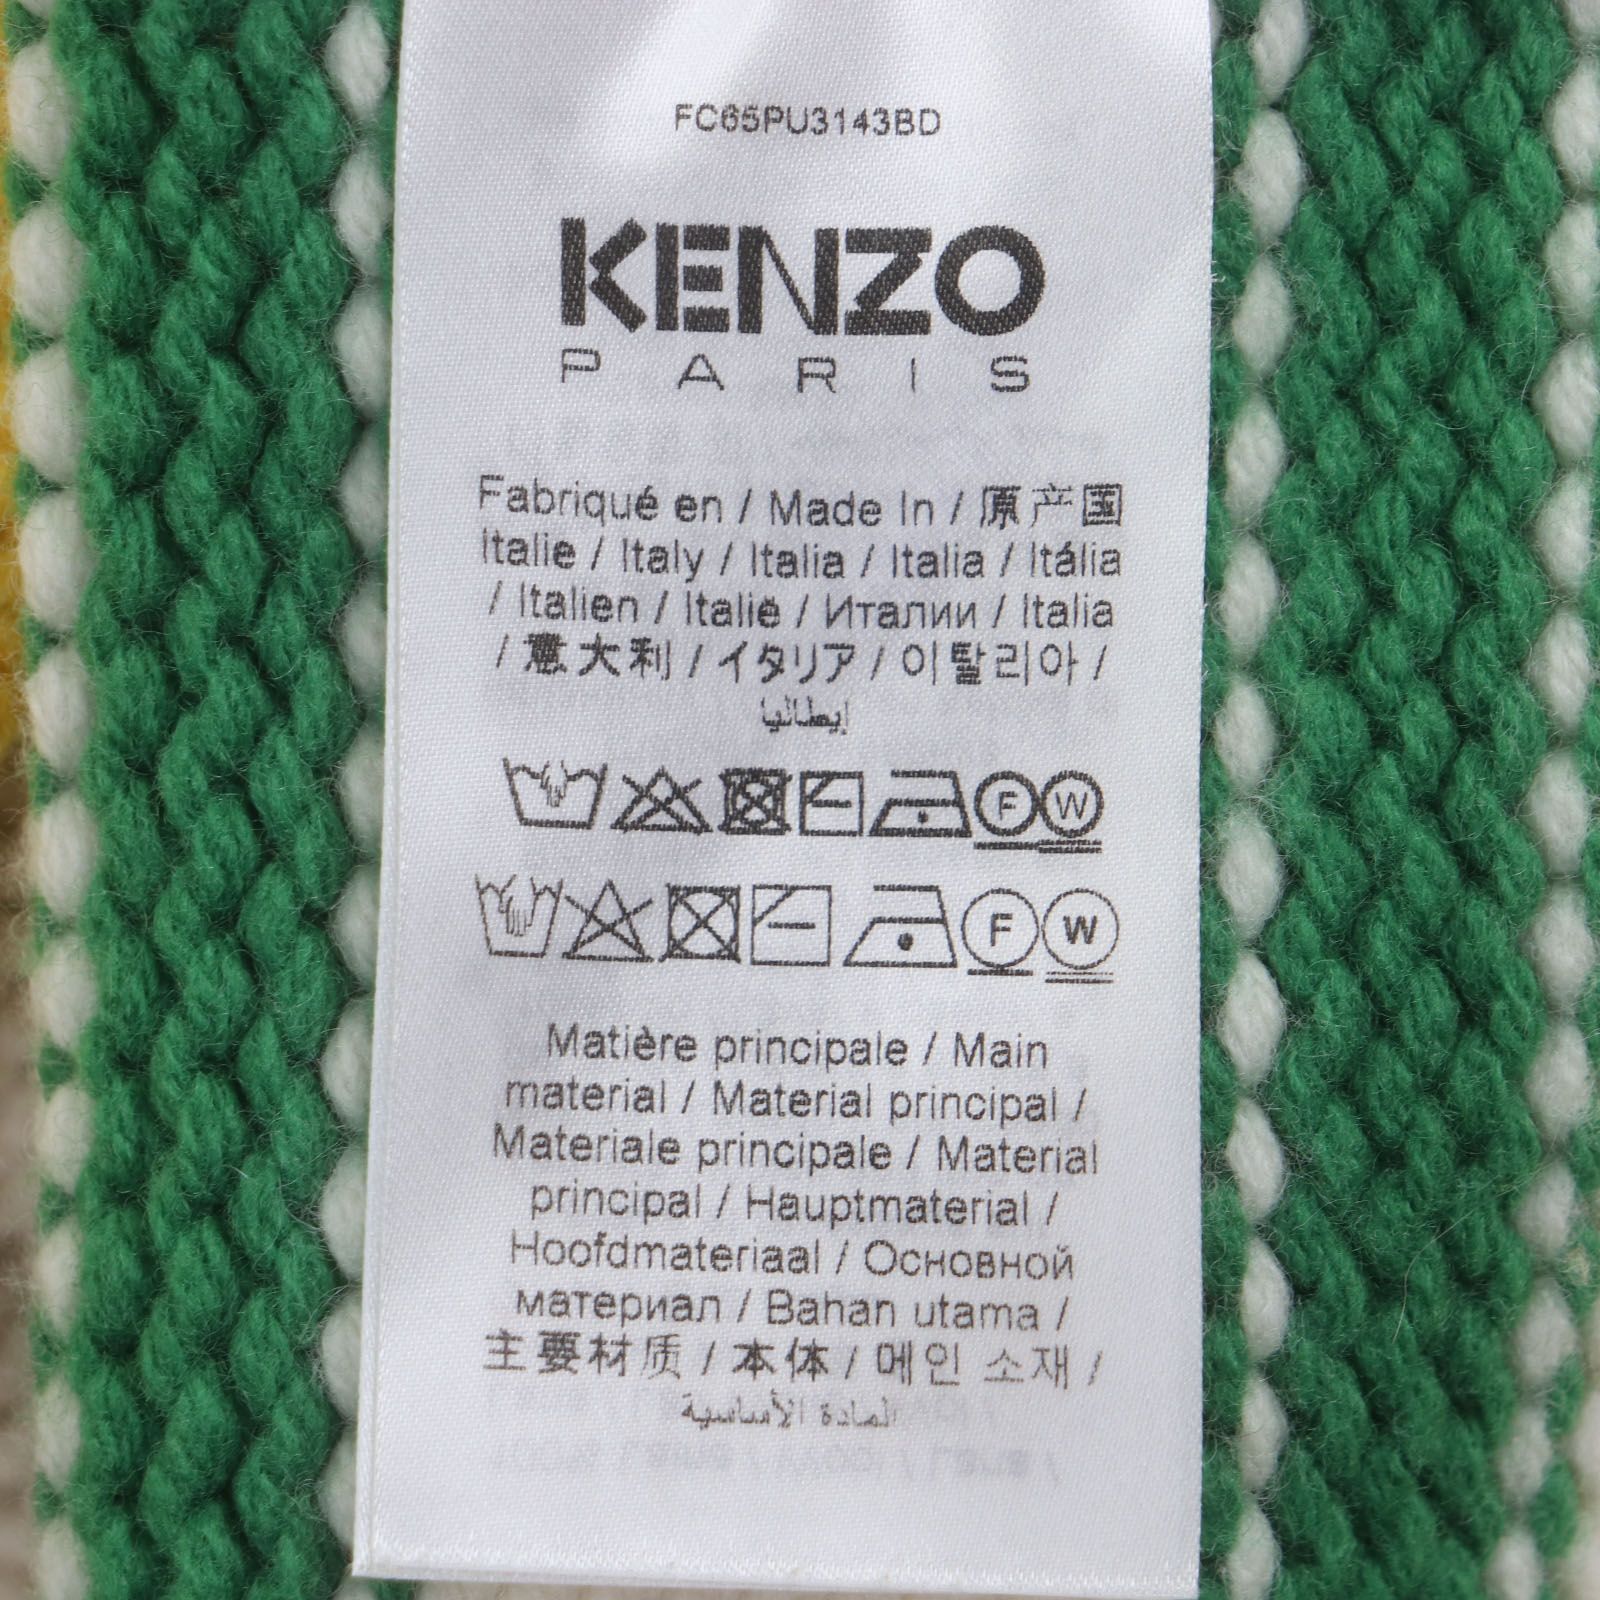 FC65PU3143BD
KENZO
PARIS
Fabriqué en / Made In / 原产国
Italie / Italy / Italia / Italia / Itália
/ Italien / Italië / Италии / Italia
/ 意大利 / イタリア / 이탈리아 /
إيطاليا
F W
F W
Matière principale / Main
material / Material principal /
Materiale principale / Material
principal / Hauptmaterial /
Hoofdmateriaal / Основной
материал / Bahan utama /
主要材质 / 本体 / 메인 소재 /
المادة الأساسية